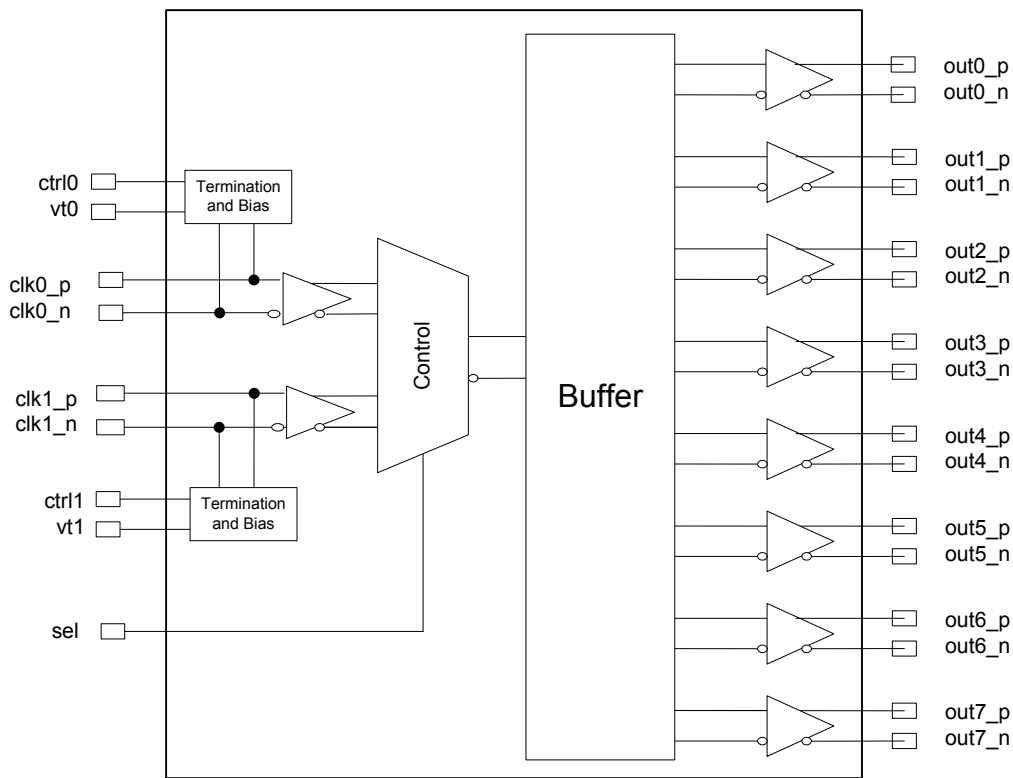 ctrl0
vt0
clk0_p
clk0_n
clk1_p
clk1_n
ctrl1
vt1
sel
Termination
and Bias
Termination
and Bias
Control
Buffer
out0_p
out0_n
out1_p
out1_n
out2_p
out2_n
out3_p
out3_n
out4_p
out4_n
out5_p
out5_n
out6_p
out6_n
out7_p
out7_n